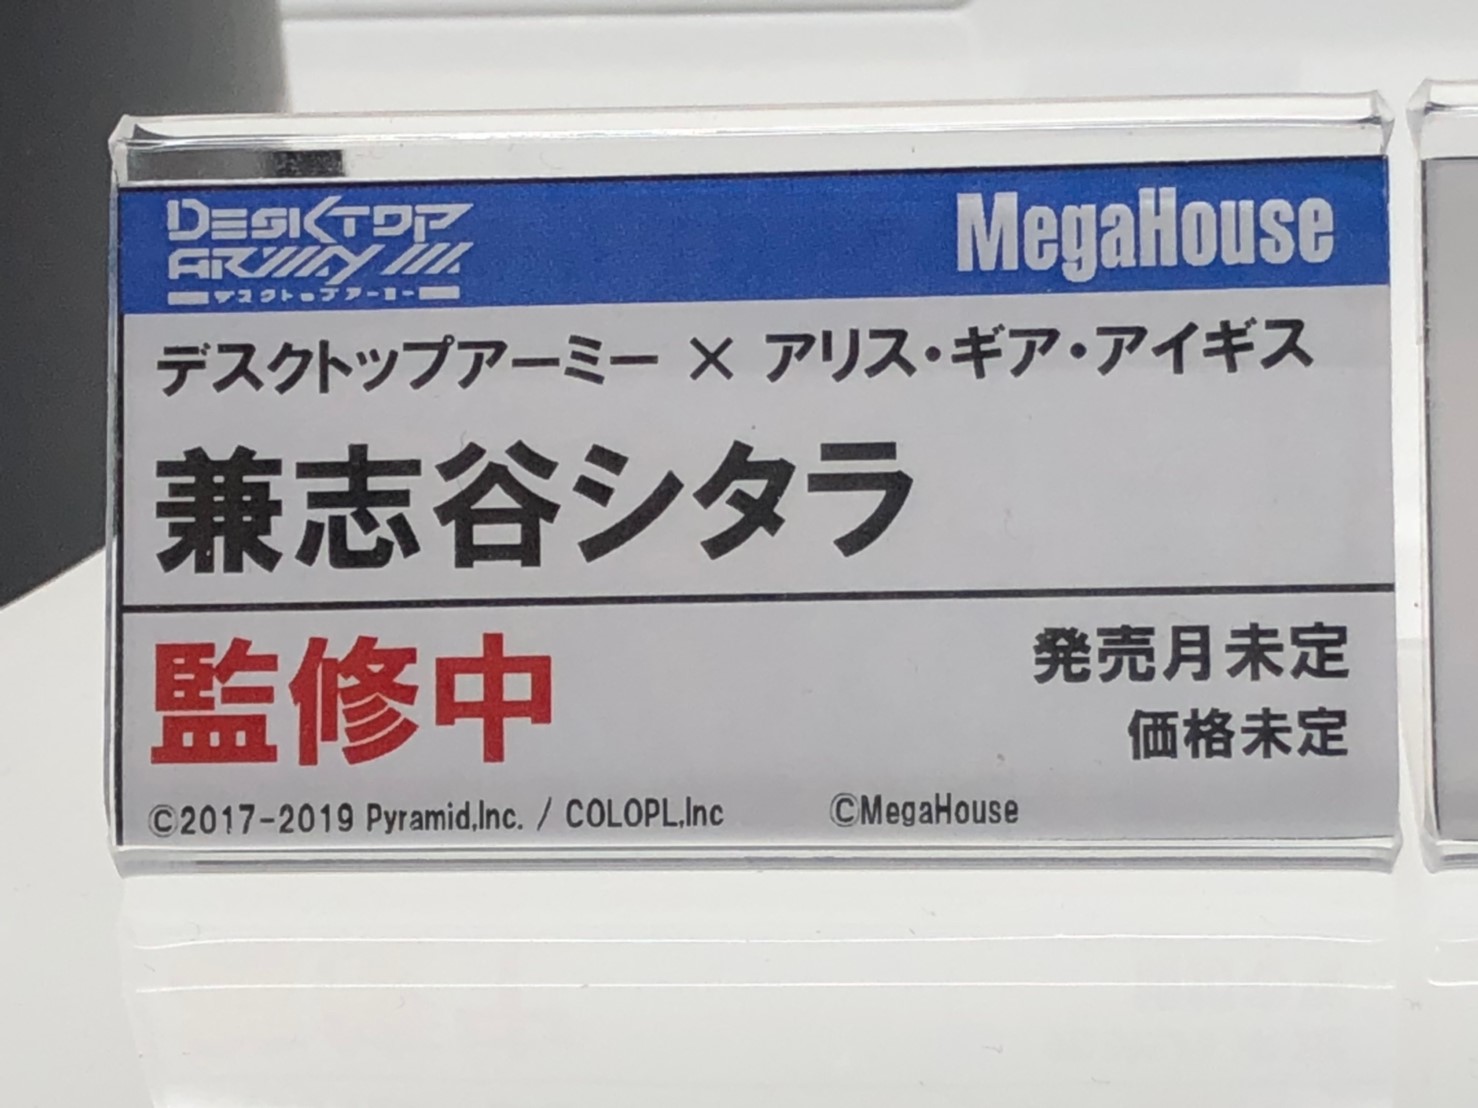 DESKTOP
ARMY
デスクトップアーミー
MegaHouse
デスクトップアーミー × アリス・ギア・アイギス
兼志谷シタラ
監修中
発売月未定
価格未定
©2017-2019 Pyramid,Inc. / COLOPL,Inc
©MegaHouse